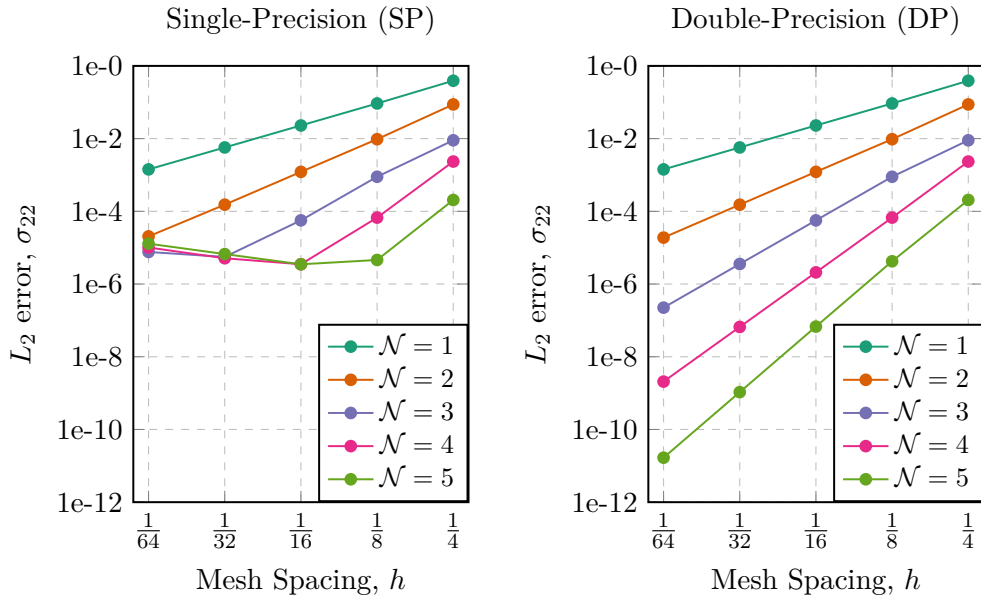 Single-Precision (SP)
1e-0
1e-2
1e-4
1e-6
1e-8
1e-10
1e-12
L₂ error, σ₂₂
𝒩 = 1
𝒩 = 2
𝒩 = 3
𝒩 = 4
𝒩 = 5
1/64 1/32 1/16 1/8 1/4
Mesh Spacing, h
Double-Precision (DP)
1e-0
1e-2
1e-4
1e-6
1e-8
1e-10
1e-12
L₂ error, σ₂₂
𝒩 = 1
𝒩 = 2
𝒩 = 3
𝒩 = 4
𝒩 = 5
1/64 1/32 1/16 1/8 1/4
Mesh Spacing, h